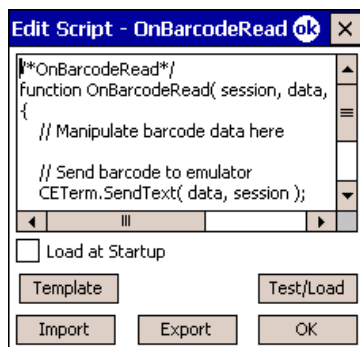 Edit Script - OnBarcodeRead ok
/*OnBarcodeRead*/
function OnBarcodeRead( session, data,
{
// Manipulate barcode data here
// Send barcode to emulator
CETerm.SendText( data, session );
Load at Startup
Template Test/Load
Import Export OK